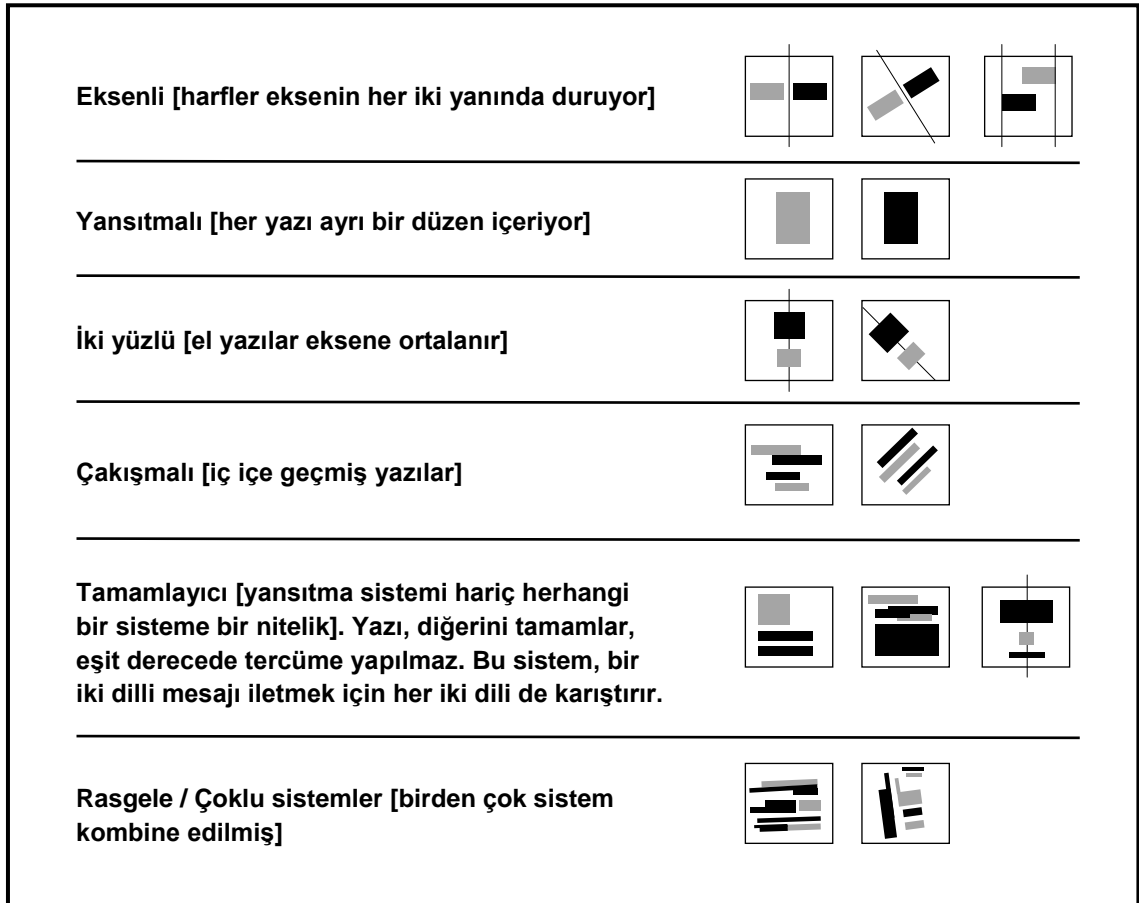 Eksenli [harfler eksenin her iki yanında duruyor]
Yansıtmalı [her yazı ayrı bir düzen içeriyor]
İki yüzlü [el yazılar eksene ortalanır]
Çakışmalı [iç içe geçmiş yazılar]
Tamamlayıcı [yansıtma sistemi hariç herhangi
bir sisteme bir nitelik]. Yazı, diğerini tamamlar,
eşit derecede tercüme yapılmaz. Bu sistem, bir
iki dilli mesajı iletmek için her iki dili de karıştırır.
Rasgele / Çoklu sistemler [birden çok sistem
kombine edilmiş]